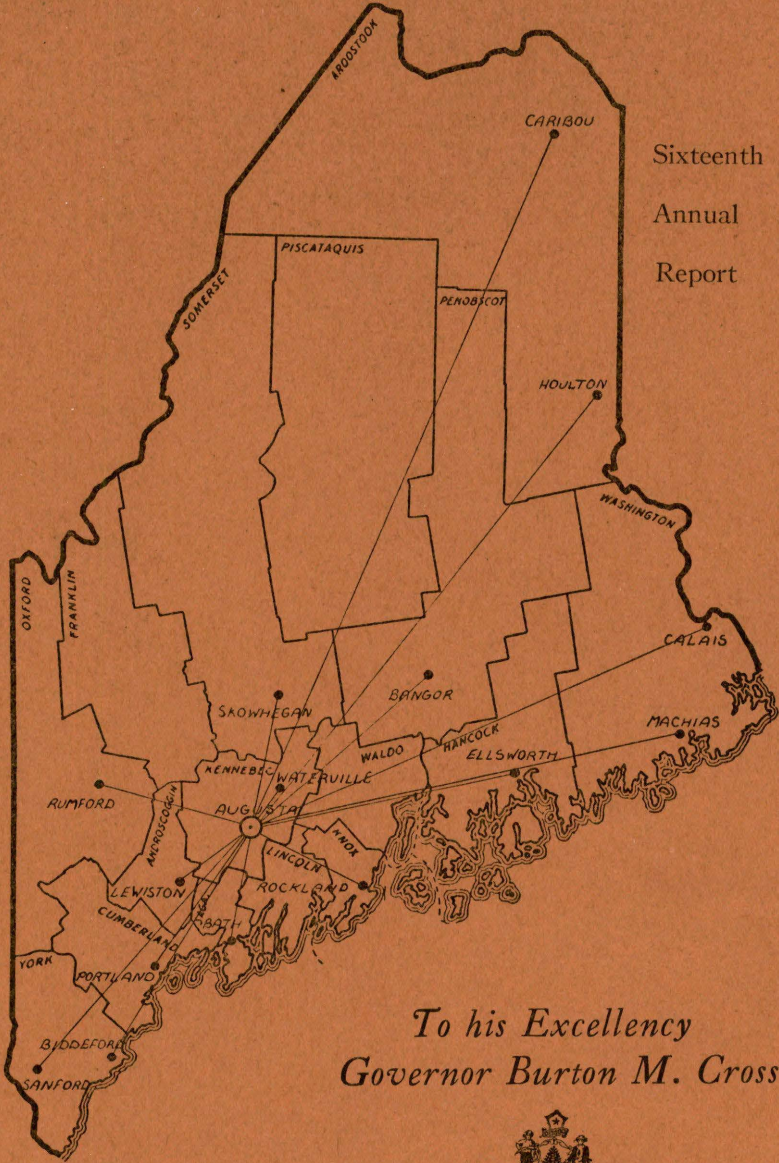 AROOSTOOK
CARIBOU
Sixteenth
Annual
Report
PISCATAQUIS
SOMERSET
PENOBSCOT
HOULTON
WASHINGTON
OXFORD
FRANKLIN
CALAIS
SKOWHEGAN
BANGOR
MACHIAS
HANCOCK
WALDO
ELLSWORTH
KENNEBEC
WATERVILLE
RUMFORD
AUGUSTA
ANDROSCOGGIN
KNOX
LINCOLN
LEWISTON
ROCKLAND
BATH
CUMBERLAND
YORK
PORTLAND
BIDDEFORD
SANFORD
To his Excellency
Governor Burton M. Cross